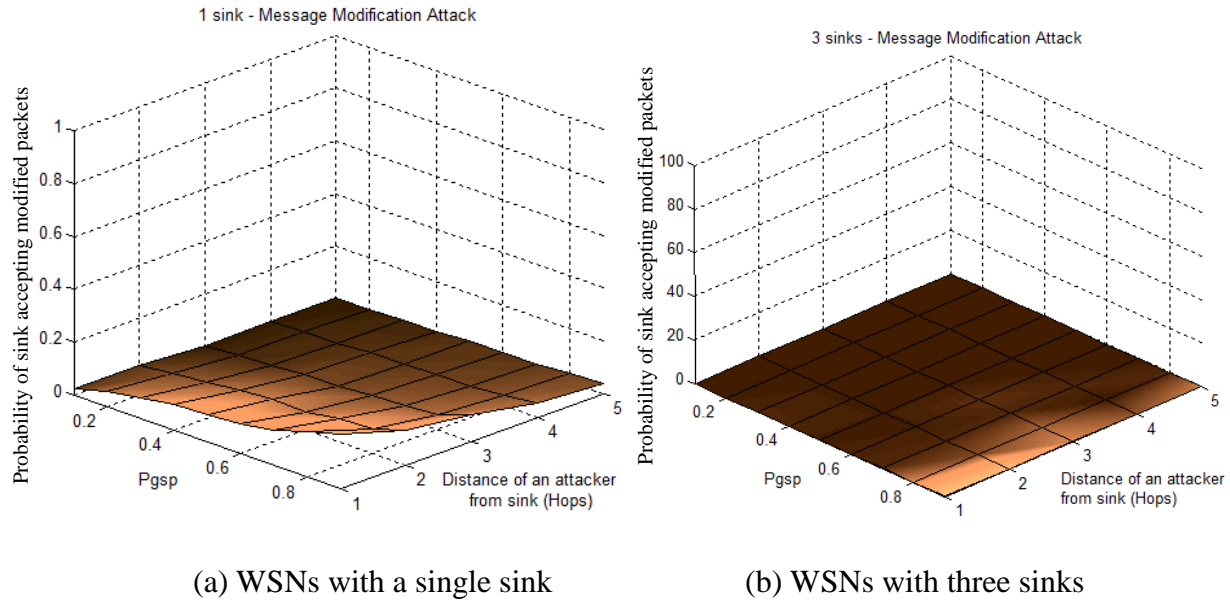 1 sink - Message Modification Attack
Probability of sink accepting modified packets
1
0.8
0.6
0.4
0.2
0
0.2
0.4
0.6
0.8
Pgsp
1
2
3
4
5
Distance of an attacker
from sink (Hops)
(a) WSNs with a single sink
3 sinks - Message Modification Attack
Probability of sink accepting modified packets
100
80
60
40
20
0
0.2
0.4
0.6
0.8
Pgsp
1
2
3
4
5
Distance of an attacker
from sink (Hops)
(b) WSNs with three sinks